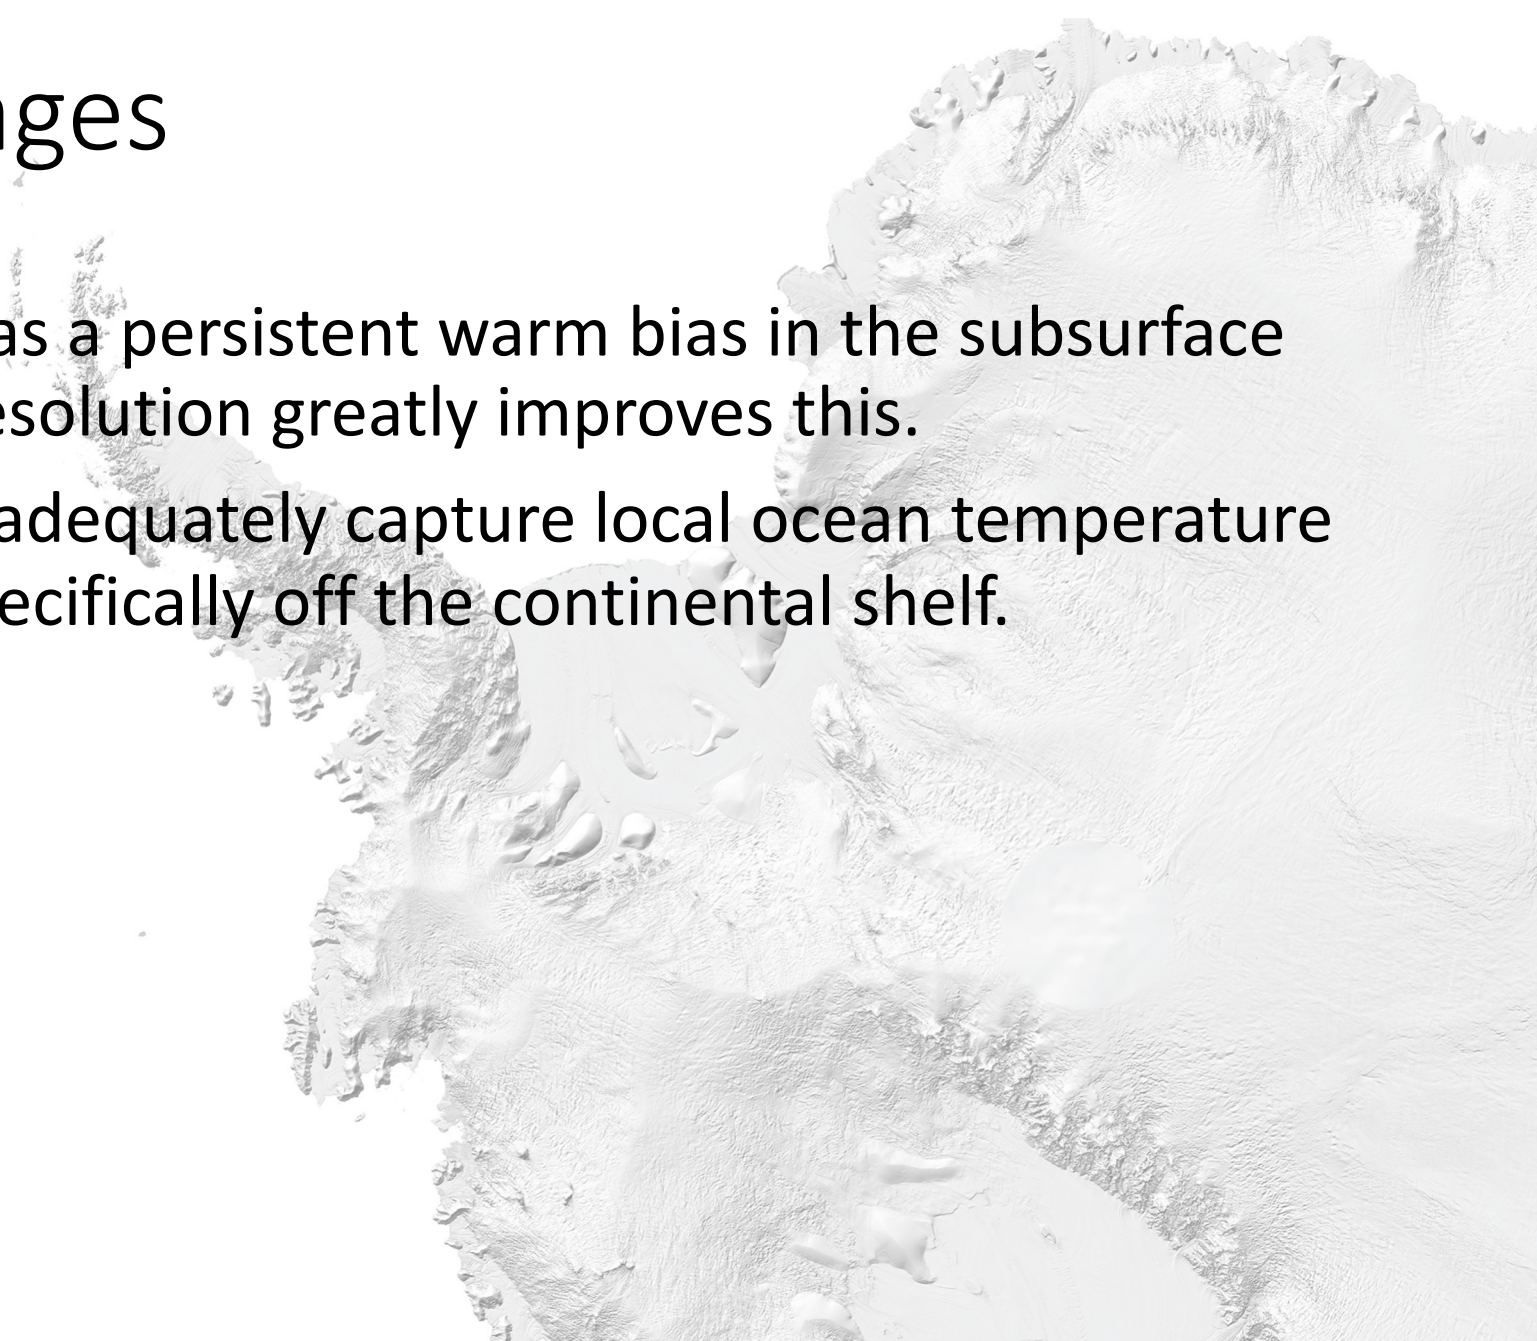 ges
as a persistent warm bias in the subsurface
esolution greatly improves this.
adequately capture local ocean temperature
ecifically off the continental shelf.